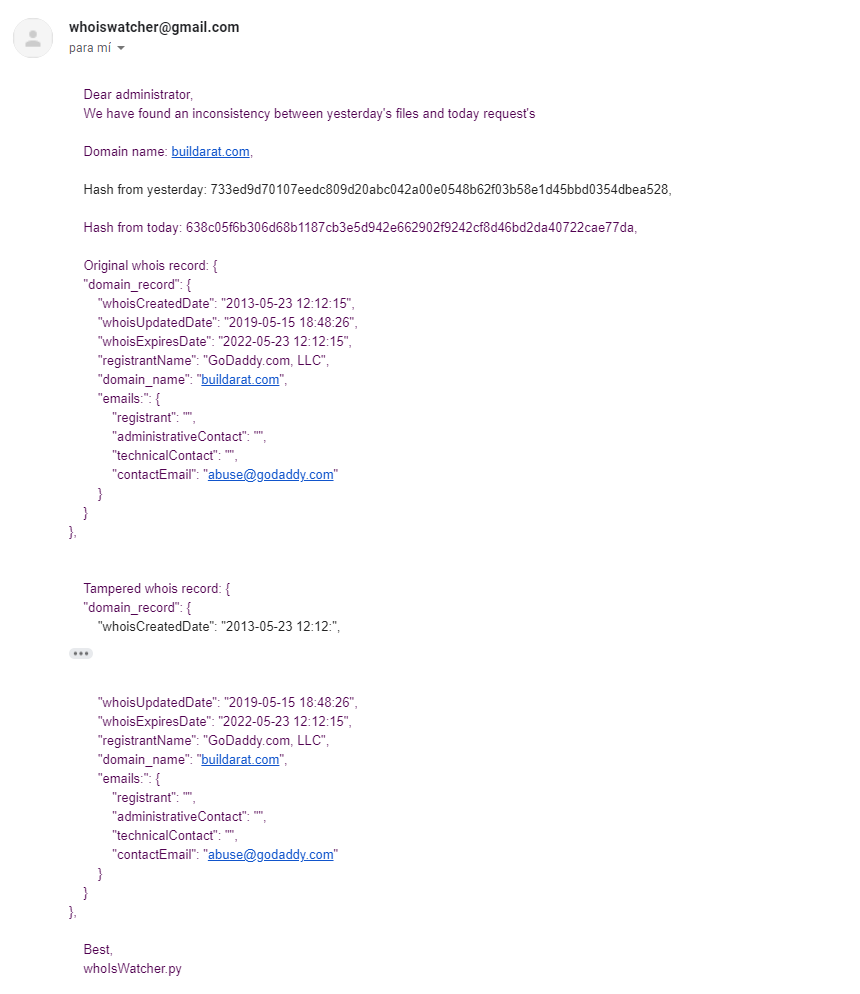 whoiswatcher@gmail.com
para mí
Dear administrator,
We have found an inconsistency between yesterday's files and today request's
Domain name: buildarat.com,
Hash from yesterday: 733ed9d70107eedc809d20abc042a00e0548b62f03b58e1d45bbd0354dbea528,
Hash from today: 638c05f6b306d68b1187cb3e5d942e662902f9242cf8d46bd2da40722cae77da,
Original whois record: {
"domain_record": {
"whoisCreatedDate": "2013-05-23 12:12:15",
"whoisUpdatedDate": "2019-05-15 18:48:26",
"whoisExpiresDate": "2022-05-23 12:12:15",
"registrantName": "GoDaddy.com, LLC",
"domain_name": "buildarat.com",
"emails:": {
"registrant": "",
"administrativeContact": "",
"technicalContact": "",
"contactEmail": "abuse@godaddy.com"
}
}
},
Tampered whois record: {
"domain_record": {
"whoisCreatedDate": "2013-05-23 12:12:",
"whoisUpdatedDate": "2019-05-15 18:48:26",
"whoisExpiresDate": "2022-05-23 12:12:15",
"registrantName": "GoDaddy.com, LLC",
"domain_name": "buildarat.com",
"emails:": {
"registrant": "",
"administrativeContact": "",
"technicalContact": "",
"contactEmail": "abuse@godaddy.com"
}
}
},
Best,
whoIsWatcher.py